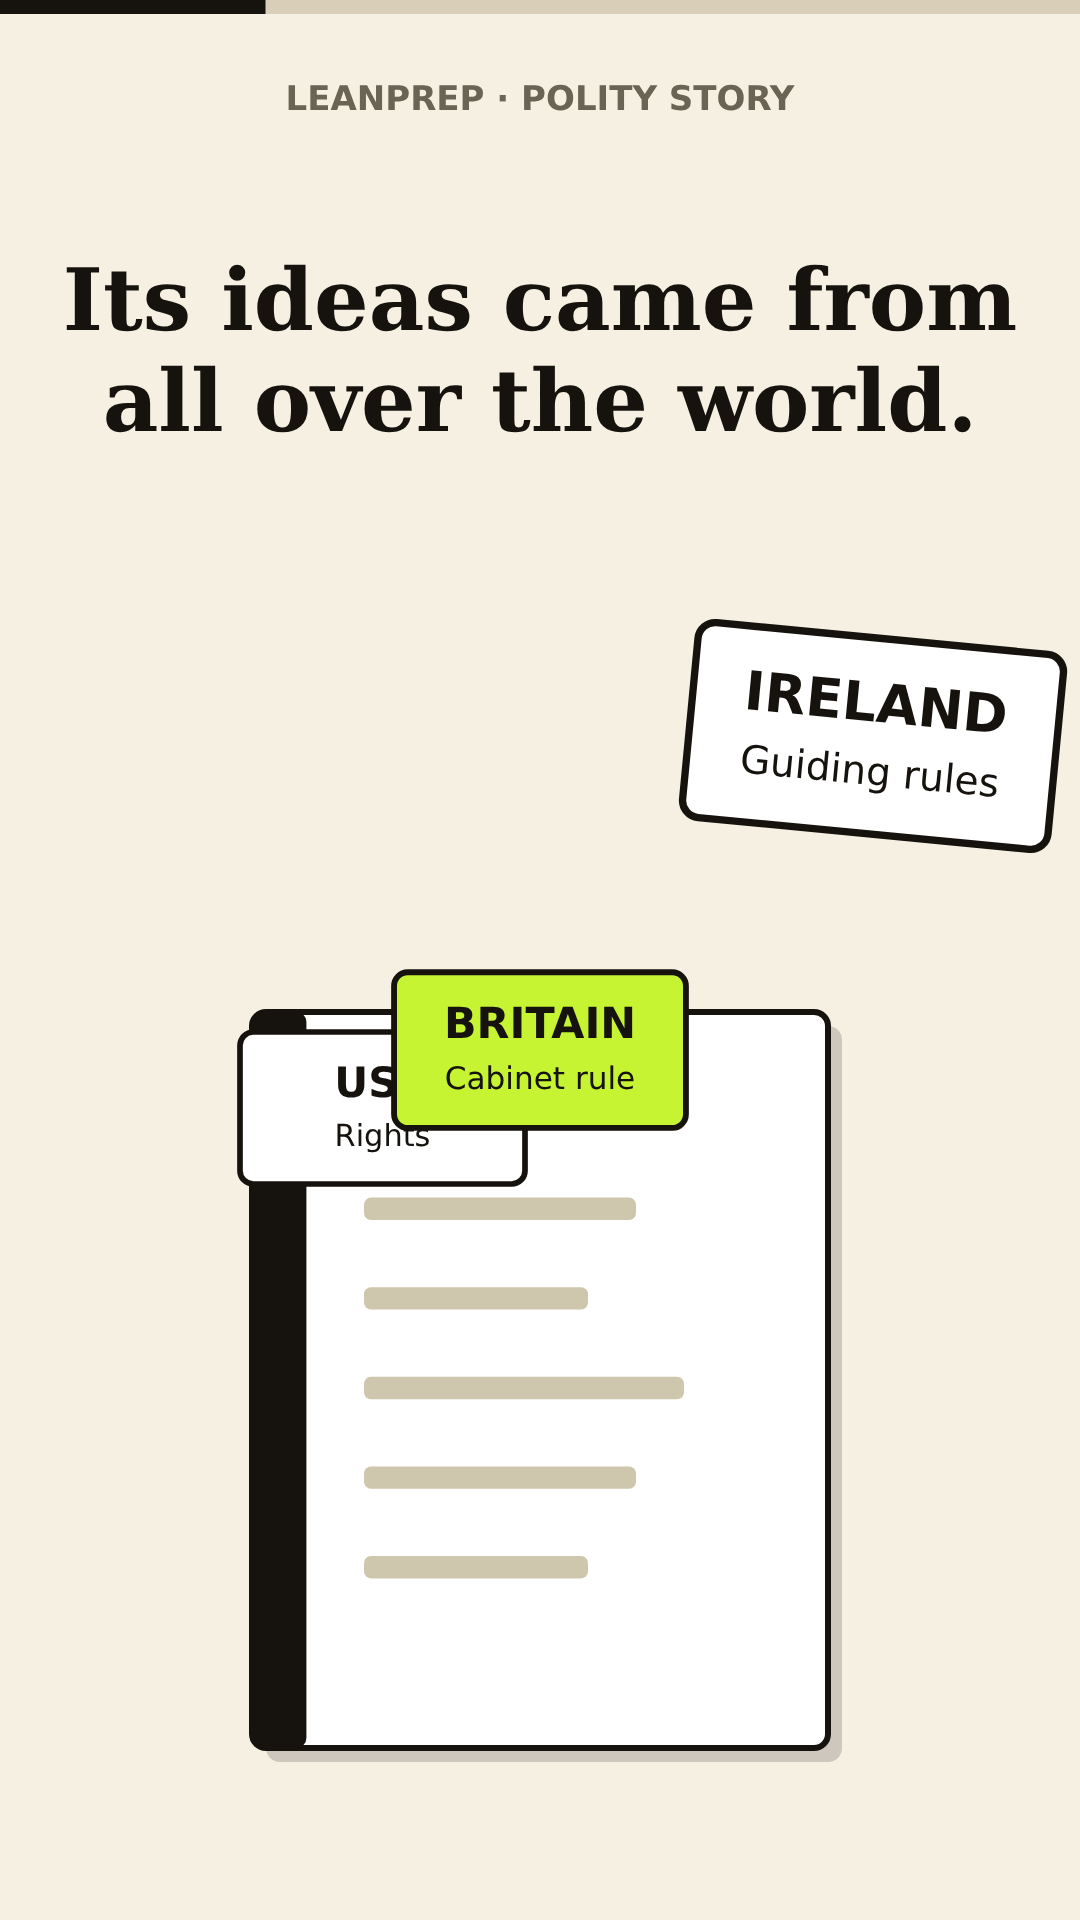 LEANPREP · POLITY STORY
Its ideas came from
all over the world.
IRELAND
Guiding rules
BRITAIN
Cabinet rule
US
Rights